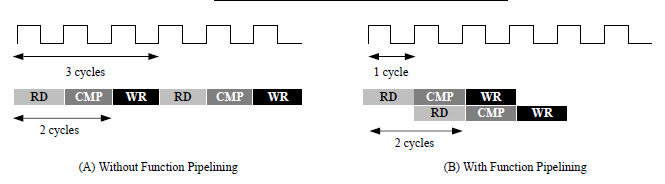 3 cycles
RD CMP WR RD CMP WR
2 cycles
(A) Without Function Pipelining
1 cycle
RD CMP WR
RD CMP WR
2 cycles
(B) With Function Pipelining